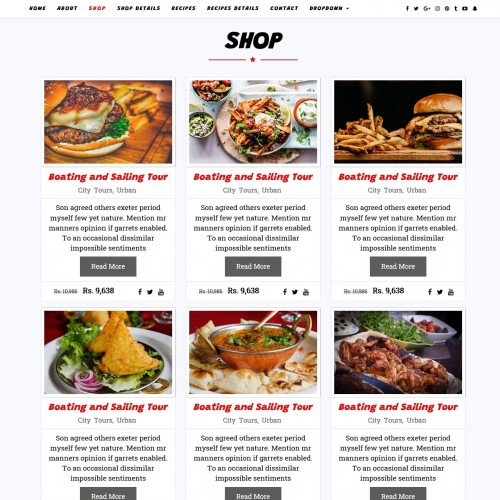 HOME ABOUT SHOP SHOP DETAILS RECIPES RECIPES DETAILS CONTACT DROPDOWN
SHOP
Boating and Sailing Tour
City Tours, Urban
Son agreed others exeter period
myself few yet nature. Mention mr
manners opinion if garrets enabled.
To an occasional dissimilar
impossible sentiments
Read More
Rs. 10,986 Rs. 9,638
Boating and Sailing Tour
City Tours, Urban
Son agreed others exeter period
myself few yet nature. Mention mr
manners opinion if garrets enabled.
To an occasional dissimilar
impossible sentiments
Read More
Rs. 10,986 Rs. 9,638
Boating and Sailing Tour
City Tours, Urban
Son agreed others exeter period
myself few yet nature. Mention mr
manners opinion if garrets enabled.
To an occasional dissimilar
impossible sentiments
Read More
Rs. 10,986 Rs. 9,638
Boating and Sailing Tour
City Tours, Urban
Son agreed others exeter period
myself few yet nature. Mention mr
manners opinion if garrets enabled.
To an occasional dissimilar
impossible sentiments
Read More
Boating and Sailing Tour
City Tours, Urban
Son agreed others exeter period
myself few yet nature. Mention mr
manners opinion if garrets enabled.
To an occasional dissimilar
impossible sentiments
Read More
Boating and Sailing Tour
City Tours, Urban
Son agreed others exeter period
myself few yet nature. Mention mr
manners opinion if garrets enabled.
To an occasional dissimilar
impossible sentiments
Read More